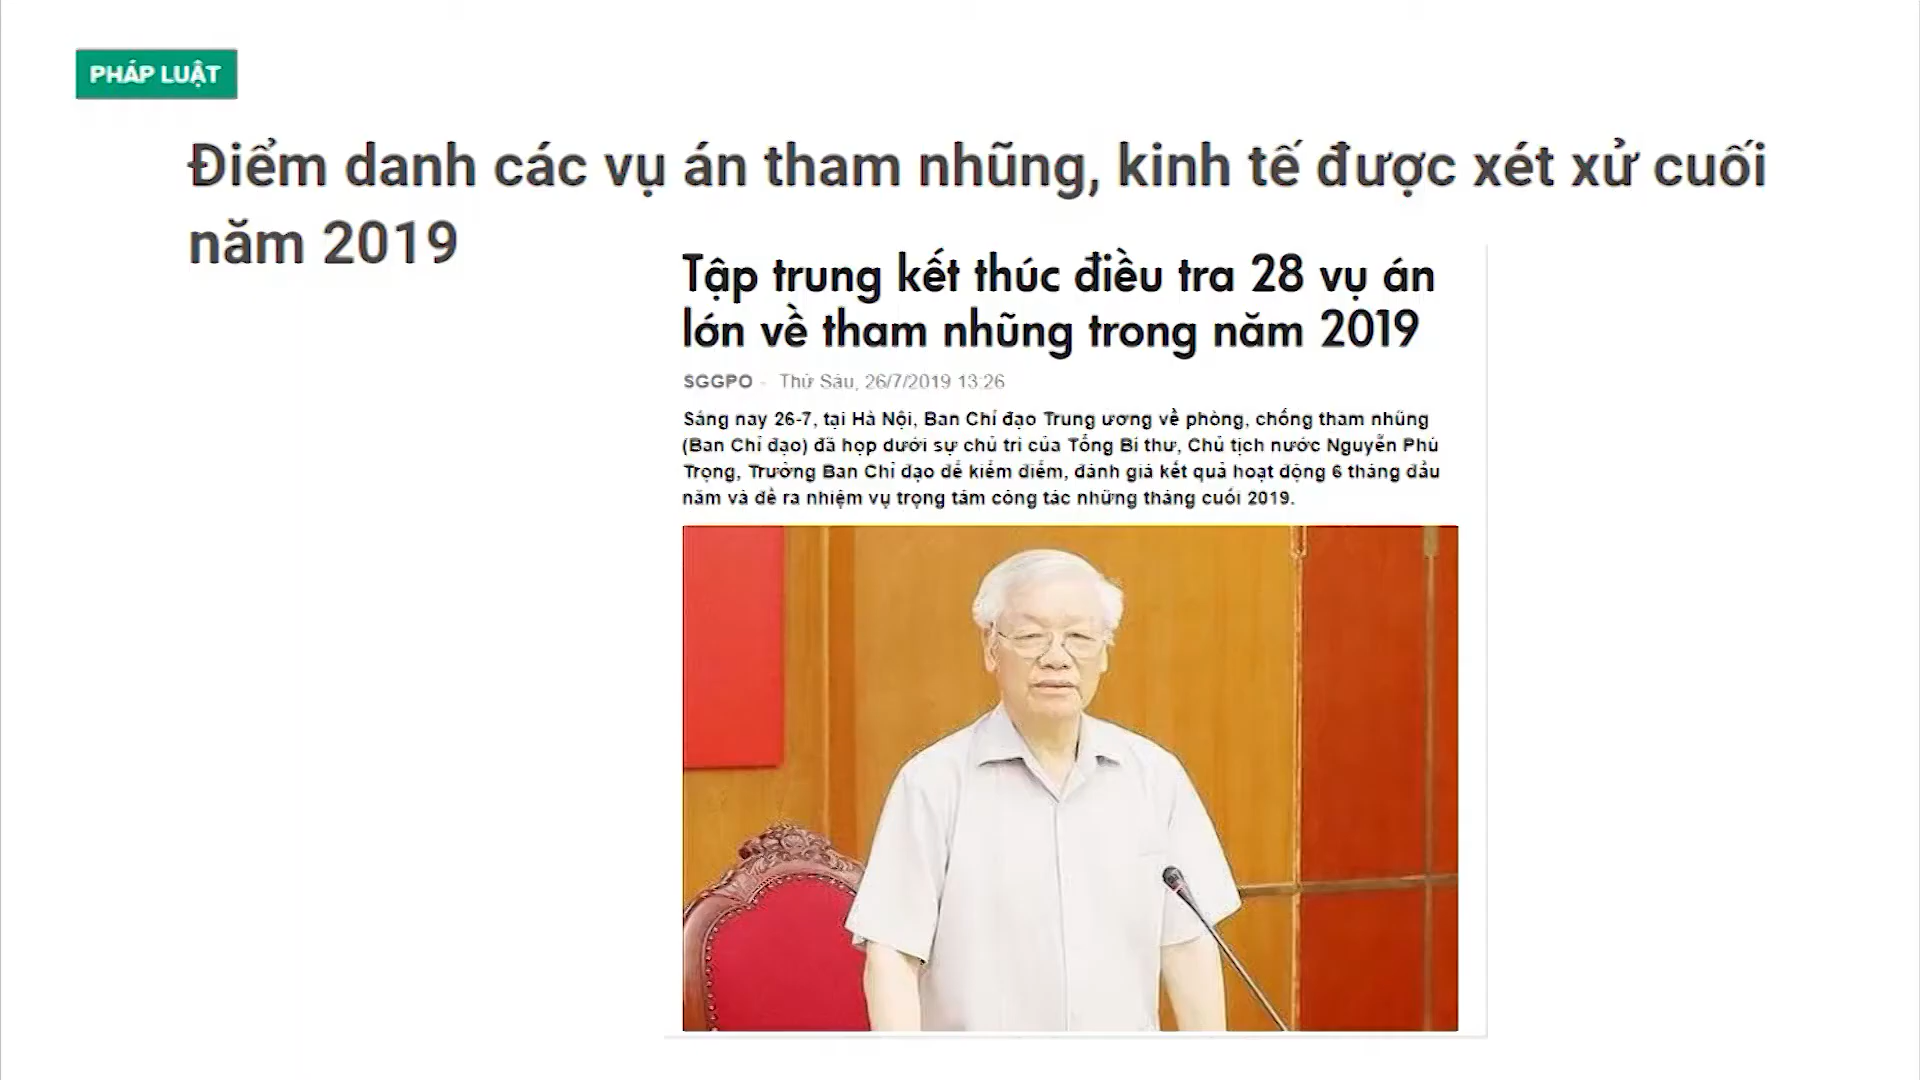 PHÁP LUẬT
Điểm danh các vụ án tham nhũng, kinh tế được xét xử cuối
năm 2019
Tập trung kết thúc điều tra 28 vụ án
lớn về tham nhũng trong năm 2019
SGGPO - Thứ Sáu, 26/7/2019 13:26
Sáng nay 26-7, tại Hà Nội, Ban Chỉ đạo Trung ương về phòng, chống tham nhũng
(Ban Chỉ đạo) đã họp dưới sự chủ trì của Tổng Bí thư, Chủ tịch nước Nguyễn Phú
Trọng, Trưởng Ban Chỉ đạo để kiểm điểm, đánh giá kết quả hoạt động 6 tháng đầu
năm và đề ra nhiệm vụ trọng tâm công tác những tháng cuối 2019.